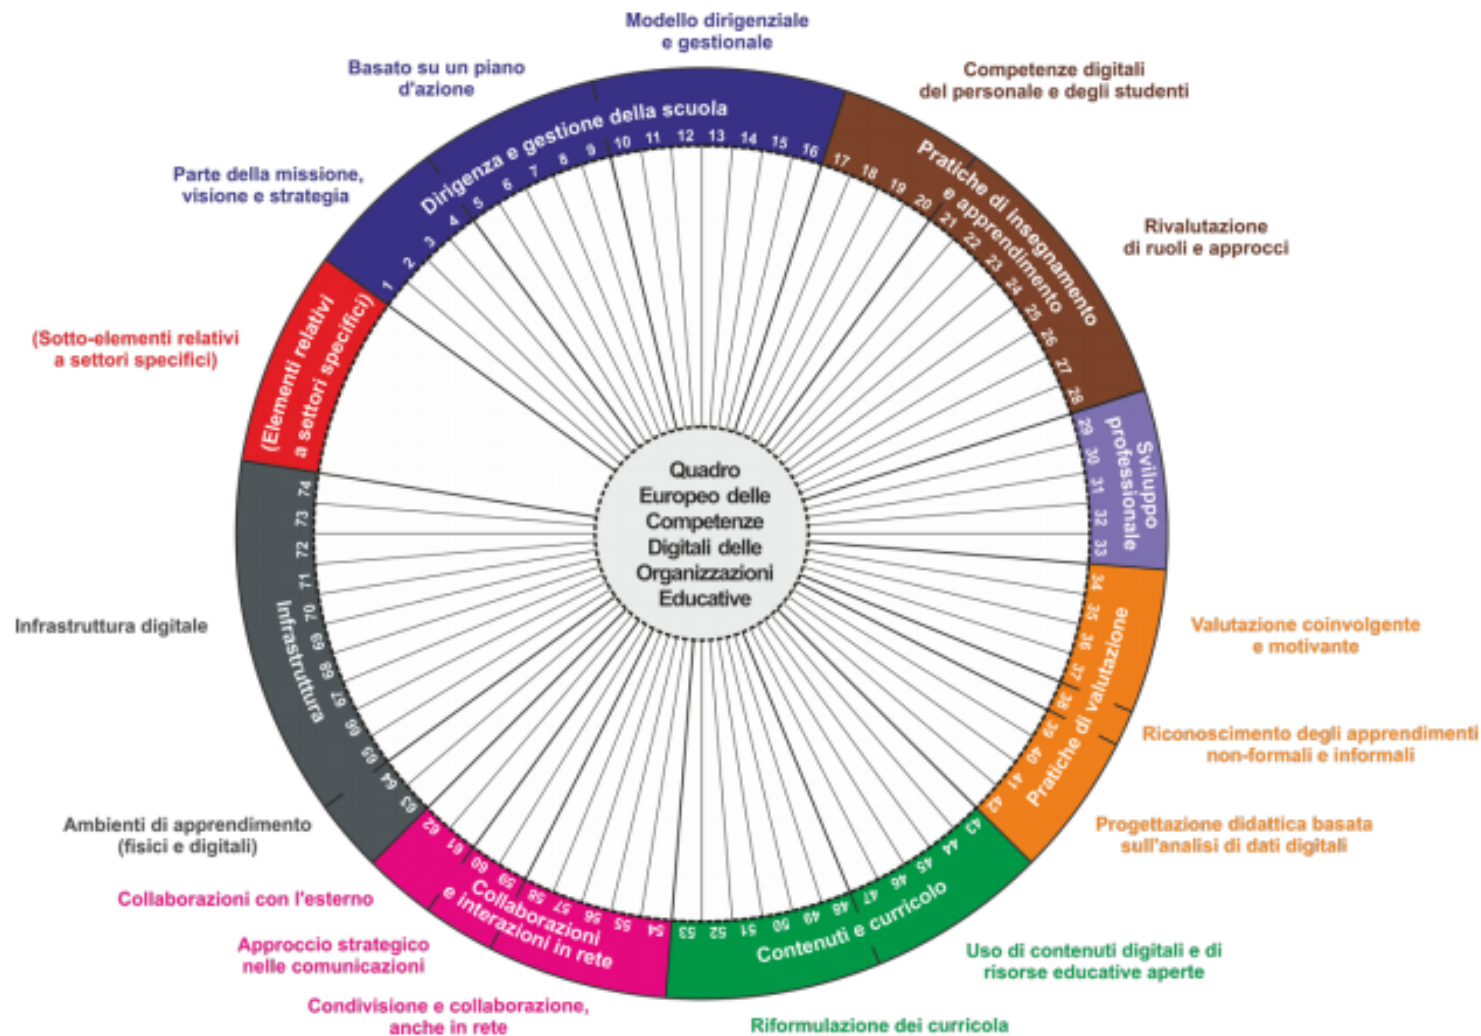 Modello dirigenziale
e gestionale
Basato su un piano
d'azione
Competenze digitali
del personale e degli studenti
Parte della missione,
visione e strategia
Rivalutazione
di ruoli e approcci
(Sotto-elementi relativi
a settori specifici)
Infrastruttura digitale
Valutazione coinvolgente
e motivante
Riconoscimento degli apprendimenti
non-formali e informali
Ambienti di apprendimento
(fisici e digitali)
Progettazione didattica basata
sull'analisi di dati digitali
Collaborazioni con l'esterno
Approccio strategico
nelle comunicazioni
Uso di contenuti digitali e di
risorse educative aperte
Condivisione e collaborazione,
anche in rete
Riformulazione dei curricola
Dirigenza e gestione della scuola
1 2 3 4 5 6 7 8 9 10 11 12 13 14 15 16
Pratiche di insegnamento
e apprendimento
17 18 19 20 21 22 23 24 25 26 27 28
Sviluppo
professionale
29 30 31 32 33
Pratiche di valutazione
34 35 36 37 38 39 40 41 42
Contenuti e curricolo
43 44 45 46 47 48 49 50 51 52 53
Collaborazioni
e interazioni in rete
54 55 56 57 58 59 60 61 62
Infrastruttura
63 64 65 66 67 68 69 70 71 72 73 74
(Elementi relativi
a settori specifici)
Quadro
Europeo delle
Competenze
Digitali delle
Organizzazioni
Educative